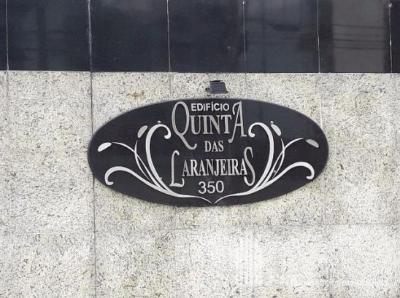 EDIFÍCIO
QUINTA
DAS
LARANJEIRAS
350